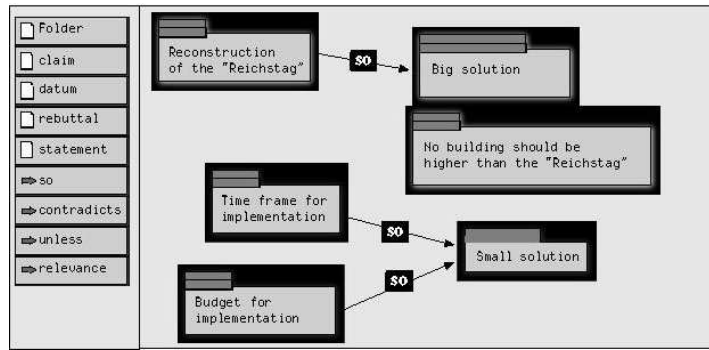 Folder
claim
datum
rebuttal
statement
so
contradicts
unless
relevance
Reconstruction
of the "Reichstag"
SO
Big solution
No building should be
higher than the "Reichstag"
Time frame for
implementation
SO
Small solution
SO
Budget for
implementation